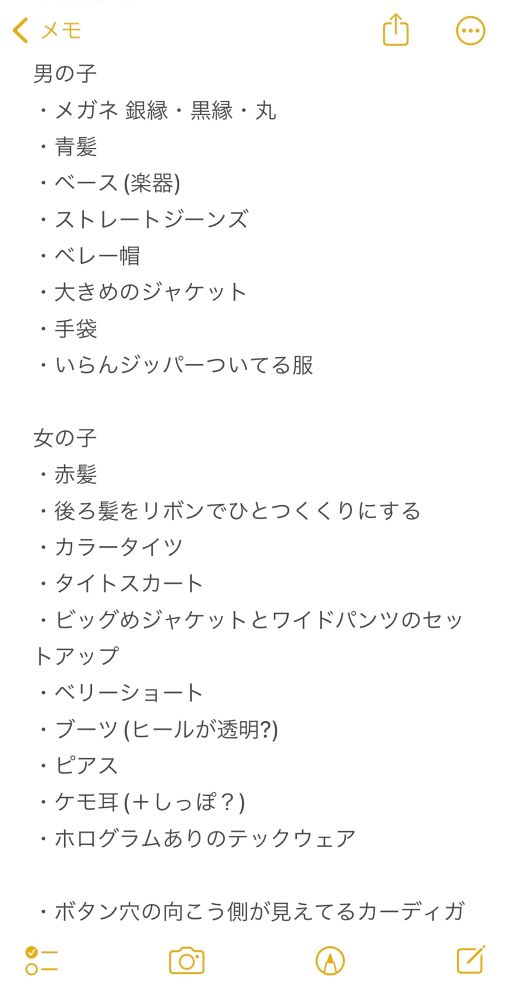 メモ
男の子
・メガネ 銀縁・黒縁・丸
・青髪
・ベース(楽器)
・ストレートジーンズ
・ベレー帽
・大きめのジャケット
・手袋
・いらんジッパーついてる服
女の子
・赤髪
・後ろ髪をリボンでひとつくくりにする
・カラータイツ
・タイトスカート
・ビッグめジャケットとワイドパンツのセッ
トアップ
・ベリーショート
・ブーツ(ヒールが透明?)
・ピアス
・ケモ耳(＋しっぽ？)
・ホログラムありのテックウェア
・ボタン穴の向こう側が見えてるカーディガ